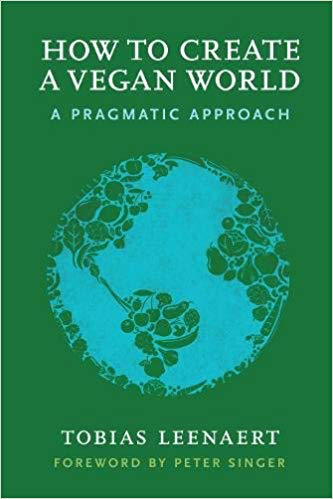 HOW TO CREATE
A VEGAN WORLD
A PRAGMATIC APPROACH
TOBIAS LEENAERT
FOREWORD BY PETER SINGER